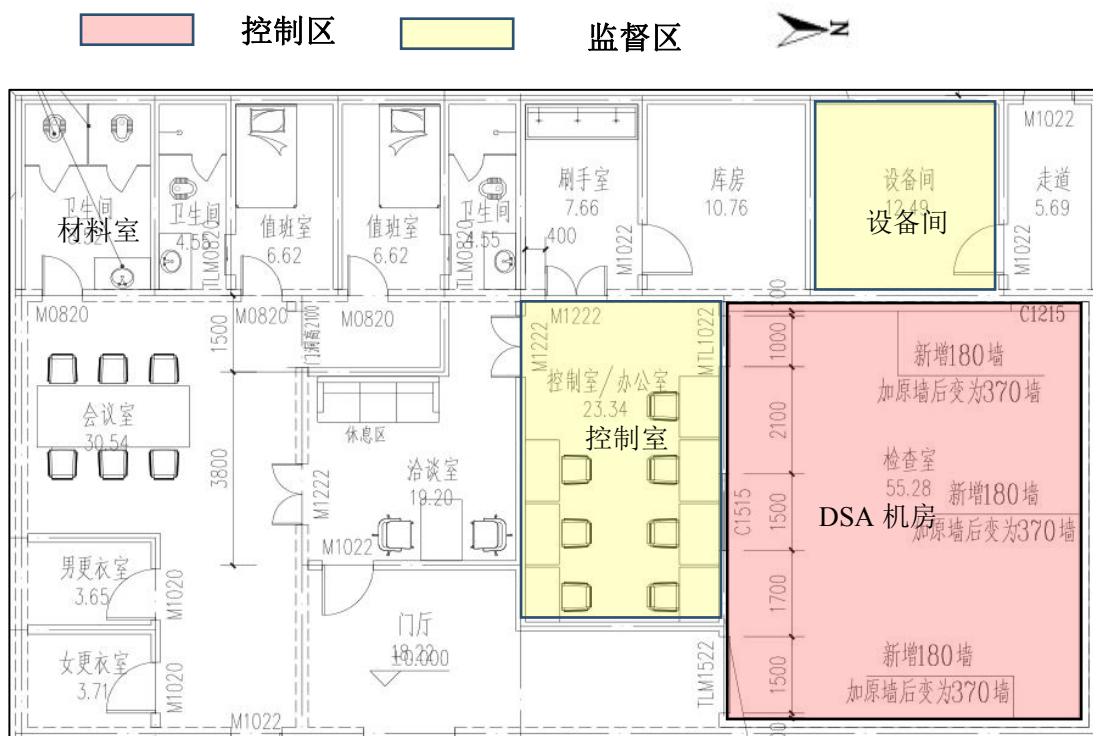 控制区
监督区
N
卫生间
材料室
卫生间
4.55
TLM0820
值班室
6.62
值班室
6.62
TLM0820
卫生间
4.55
刷手室
7.66
400
M1022
库房
10.76
设备间
12.49
设备间
M1022
走道
5.69
M1022
M0820
M0820
M0820
1500
门洞高2100
M1222
M1222
MTL1022
1000
C1215
新增180墙
加原墙后变为370墙
会议室
30.54
3800
M1222
休息区
洽谈室
19.20
M1022
控制室/办公室
23.34
控制室
2100
C1515
1500
检查室
55.28
新增180墙
DSA 机房
加原墙后变为370墙
男更衣室
3.65
M1020
女更衣室
3.71
M1020
M1022
门厅
18.22
±0.000
TLM1522
1700
1500
新增180墙
加原墙后变为370墙